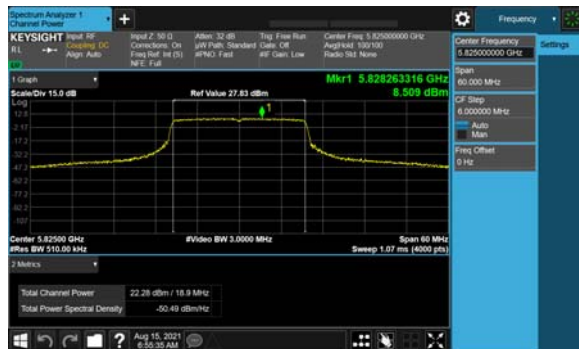 Spectrum Analyzer 1
Channel Power
+
Frequency
KEYSIGHT
RL
Input: RF
Coupling: DC
Align: Auto
Input Z: 50 Ω
Corrections: On
Freq Ref: Int (S)
NFE: Full
Atten: 32 dB
µW Path: Standard
#PNO: Fast
Trig: Free Run
Gate: Off
#IF Gain: Low
Center Freq: 5.825000000 GHz
Avg|Hold: 100/100
Radio Std: None
Center Frequency
5.825000000 GHz
Settings
Span
60.000 MHz
CF Step
6.000000 MHz
Auto
Man
Freq Offset
0 Hz
1 Graph
Scale/Div 15.0 dB
Ref Value 27.83 dBm
Mkr1 5.828263316 GHz
8.509 dBm
Log
12.8
-2.17
-17.2
-32.2
-47.2
-62.2
-77.2
-92.2
-107
1
Center 5.82500 GHz
#Res BW 510.00 kHz
#Video BW 3.0000 MHz
Span 60 MHz
Sweep 1.07 ms (4000 pts)
2 Metrics
Total Channel Power 22.28 dBm / 18.9 MHz
Total Power Spectral Density -50.49 dBm/Hz
?
Aug 15, 2021
6:55:35 AM